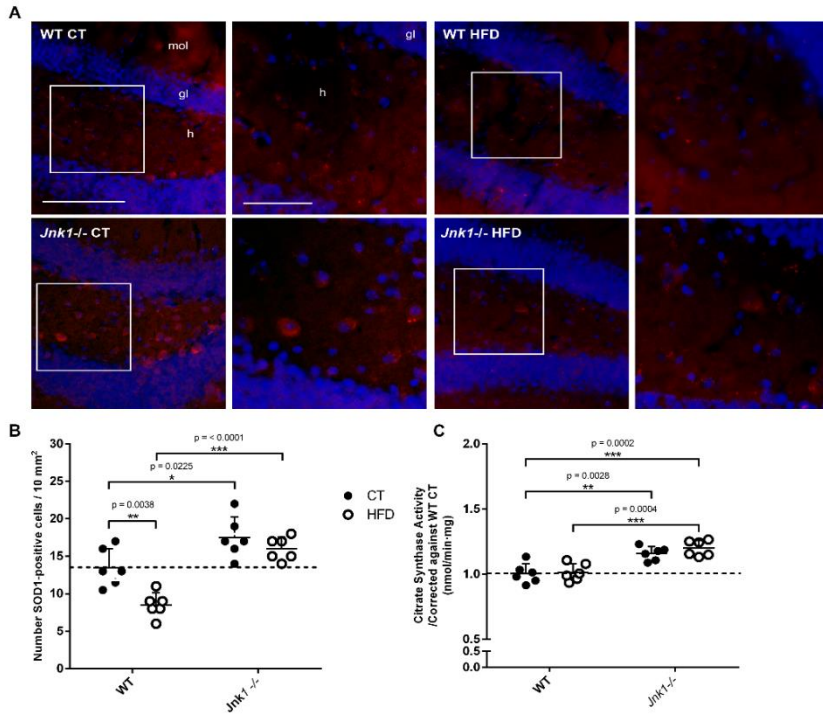 A
WT CT
mol
gl
h
gl
h
WT HFD
Jnk1-/- CT
Jnk1-/- HFD
B
p = < 0.0001
***
p = 0.0225
*
p = 0.0038
**
30
25
20
15
10
5
0
Number SOD1-positive cells / 10 mm²
WT
Jnk1 -/-
CT
HFD
C
p = 0.0002
***
p = 0.0028
**
p = 0.0004
***
2.0
1.5
1.0
0.5
0.0
Citrate Synthase Activity
/Corrected against WT CT
(nmol/min·mg)
WT
Jnk1-/-